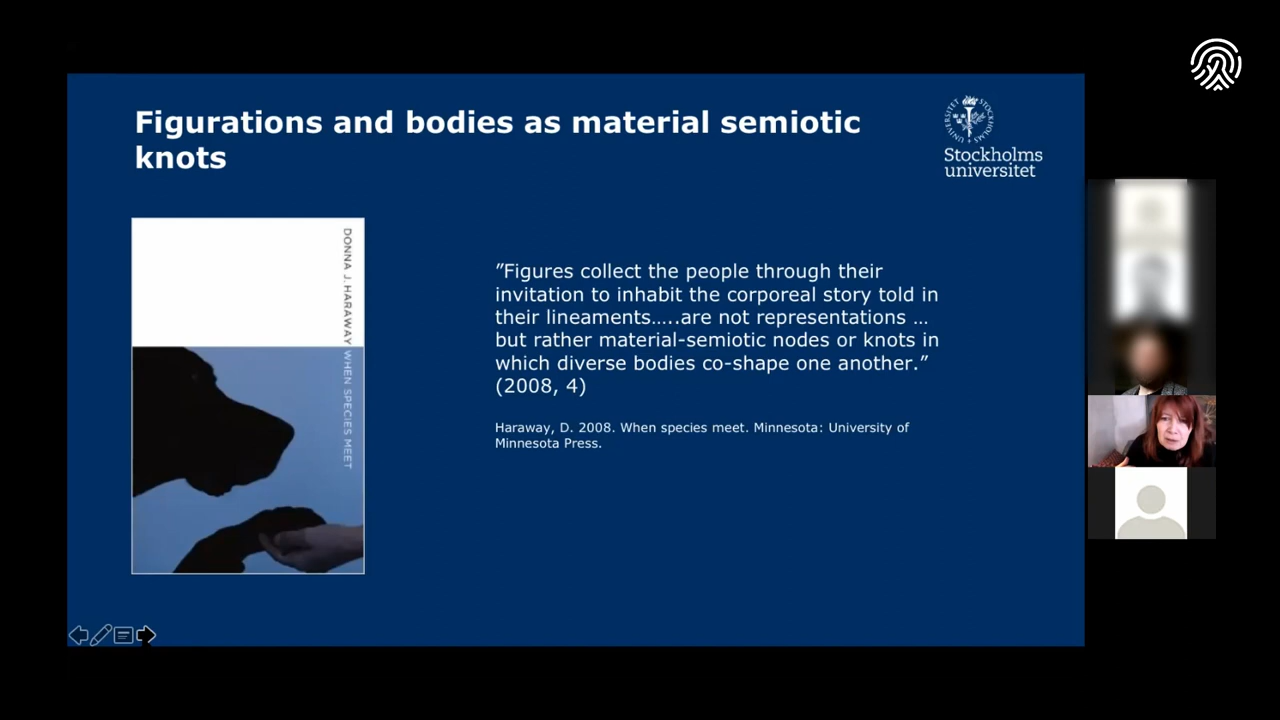 Figurations and bodies as material semiotic
knots
STOCKHOLMS UNIVERSITET
Stockholms
universitet
DONNA J. HARAWAY WHEN SPECIES MEET
”Figures collect the people through their
invitation to inhabit the corporeal story told in
their lineaments…..are not representations …
but rather material-semiotic nodes or knots in
which diverse bodies co-shape one another.”
(2008, 4)
Haraway, D. 2008. When species meet. Minnesota: University of
Minnesota Press.